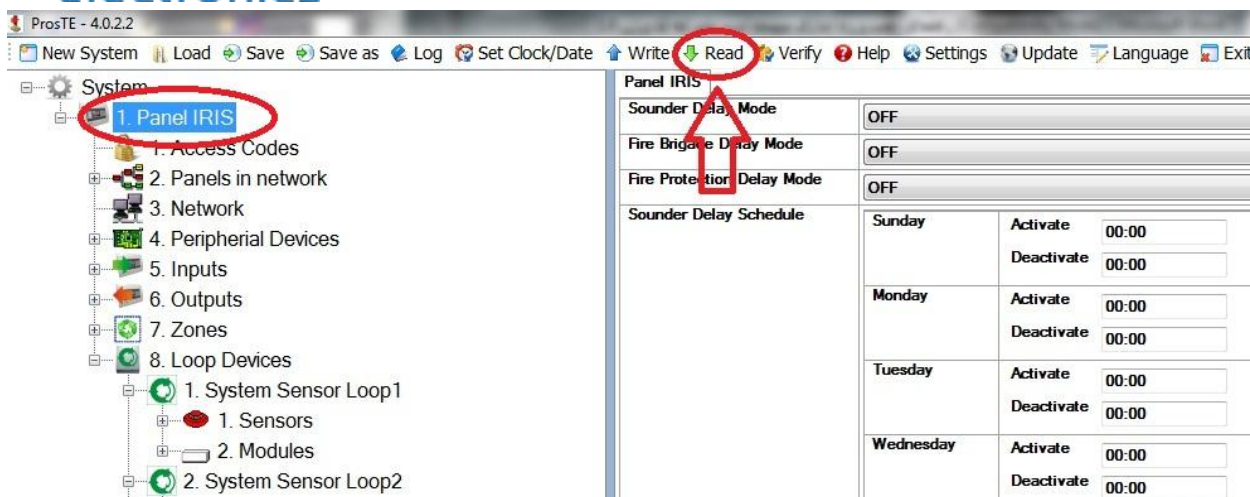 electronics
ProsTE - 4.0.2.2
New System Load Save Save as Log Set Clock/Date Write Read Verify Help Settings Update Language Exit
System
1. Panel IRIS
1. Access Codes
2. Panels in network
3. Network
4. Peripherial Devices
5. Inputs
6. Outputs
7. Zones
8. Loop Devices
1. System Sensor Loop1
1. Sensors
2. Modules
2. System Sensor Loop2
Panel IRIS
Sounder Delay Mode OFF
Fire Brigade Delay Mode OFF
Fire Protection Delay Mode OFF
Sounder Delay Schedule Sunday Activate 00:00
Deactivate 00:00
Monday Activate 00:00
Deactivate 00:00
Tuesday Activate 00:00
Deactivate 00:00
Wednesday Activate 00:00
Deactivate 00:00